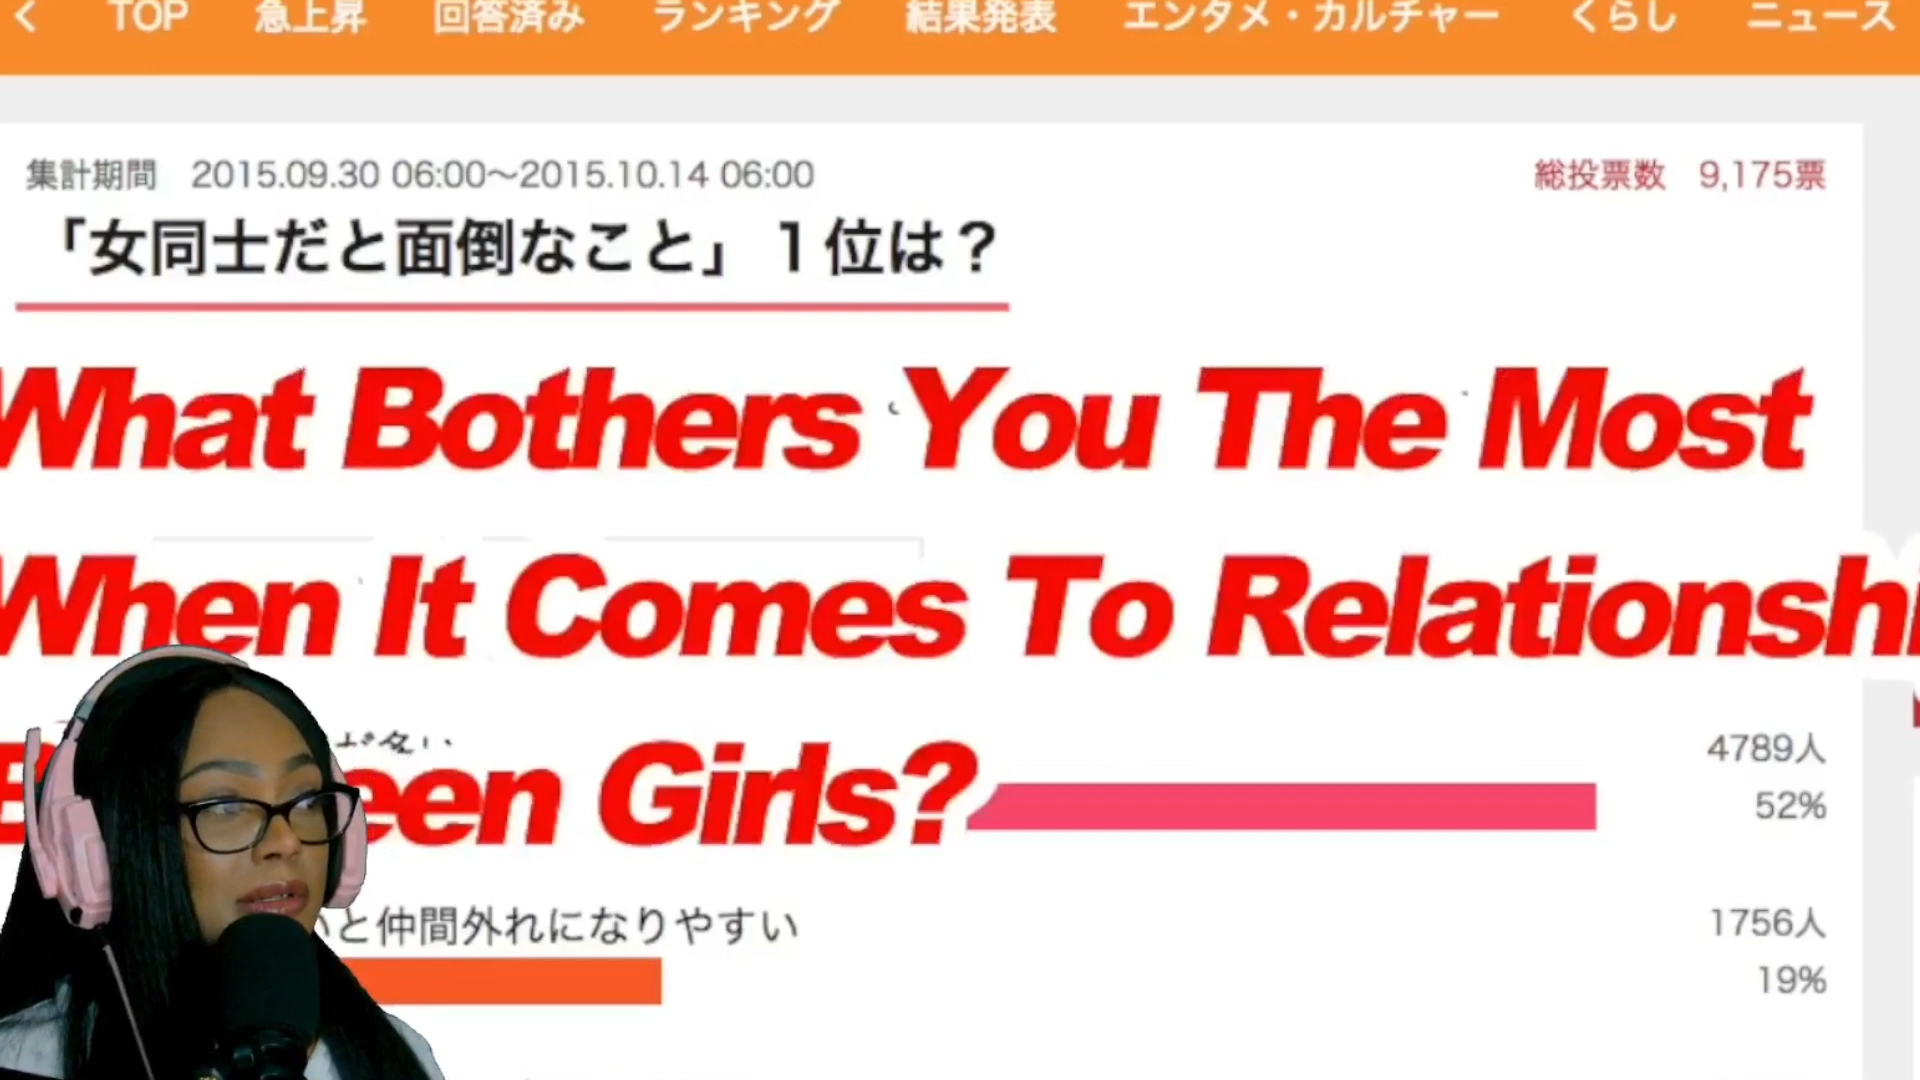 く TOP 急上昇 回答済み ランキング 結果発表 エンタメ・カルチャー くらし ニュース
集計期間 2015.09.30 06:00〜2015.10.14 06:00 総投票数 9,175票
「女同士だと面倒なこと」１位は？
What Bothers You The Most
When It Comes To Relationshi
een Girls?
が多い
4789人
52%
いと仲間外れになりやすい
1756人
19%